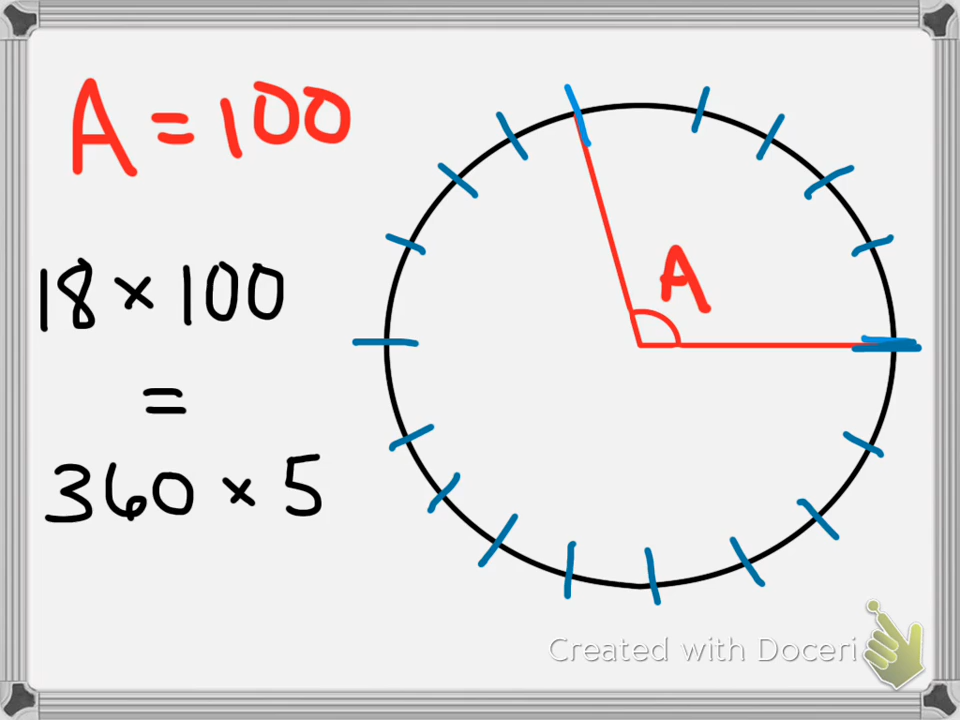 A = 100
18 × 100
=
360 × 5
A
Created with Doceri